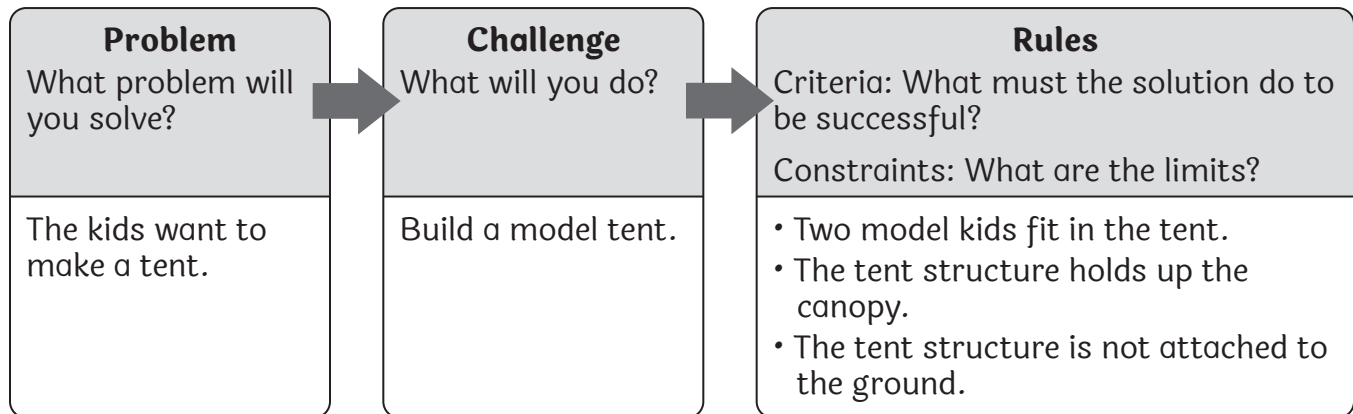 Problem
What problem will
you solve?
The kids want to
make a tent.
Challenge
What will you do?
Build a model tent.
Rules
Criteria: What must the solution do to
be successful?
Constraints: What are the limits?
• Two model kids fit in the tent.
• The tent structure holds up the
canopy.
• The tent structure is not attached to
the ground.